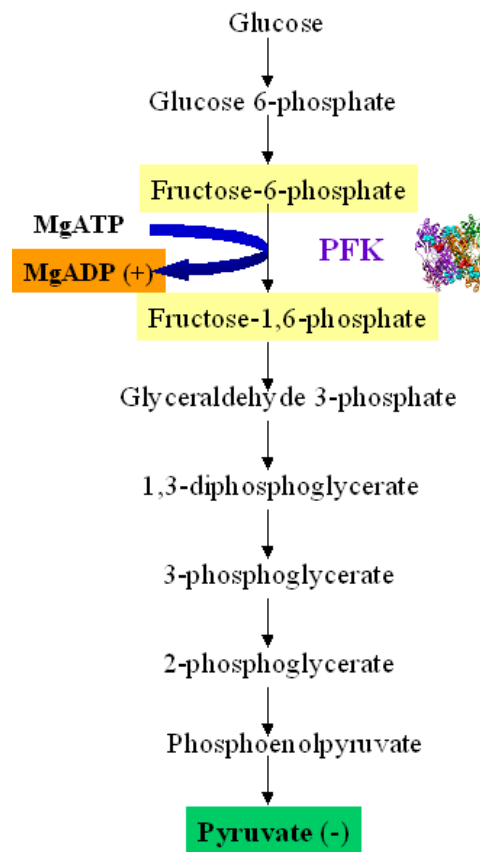 Glucose
Glucose 6-phosphate
Fructose-6-phosphate
MgATP
PFK
MgADP (+)
Fructose-1,6-phosphate
Glyceraldehyde 3-phosphate
1,3-diphosphoglycerate
3-phosphoglycerate
2-phosphoglycerate
Phosphoenolpyruvate
Pyruvate (-)